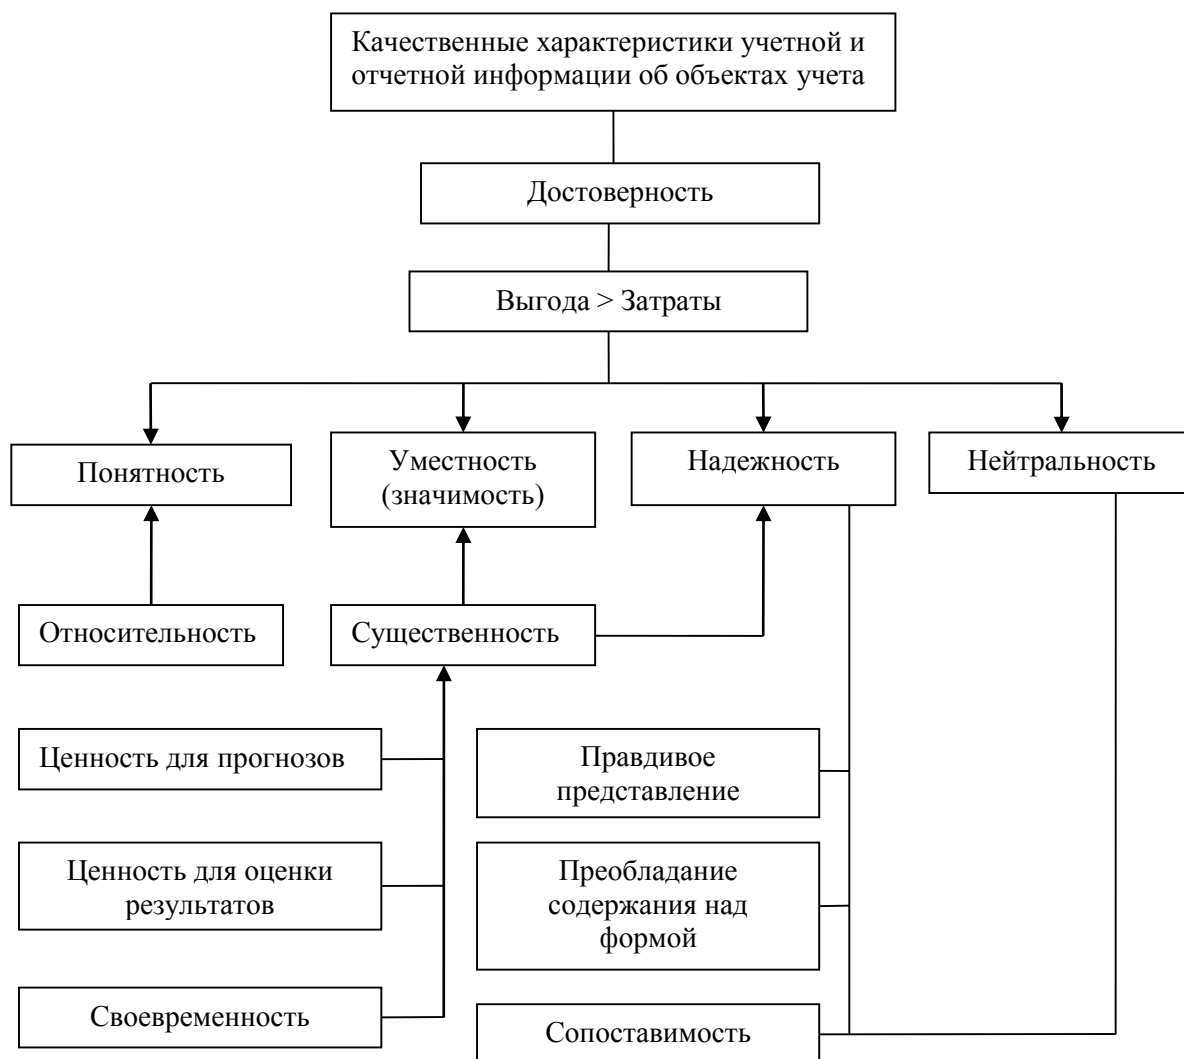 Качественные характеристики учетной и
отчетной информации об объектах учета
Достоверность
Выгода > Затраты
Понятность
Уместность
(значимость)
Надежность
Нейтральность
Относительность
Существенность
Ценность для прогнозов
Правдивое
представление
Ценность для оценки
результатов
Преобладание
содержания над
формой
Своевременность
Сопоставимость